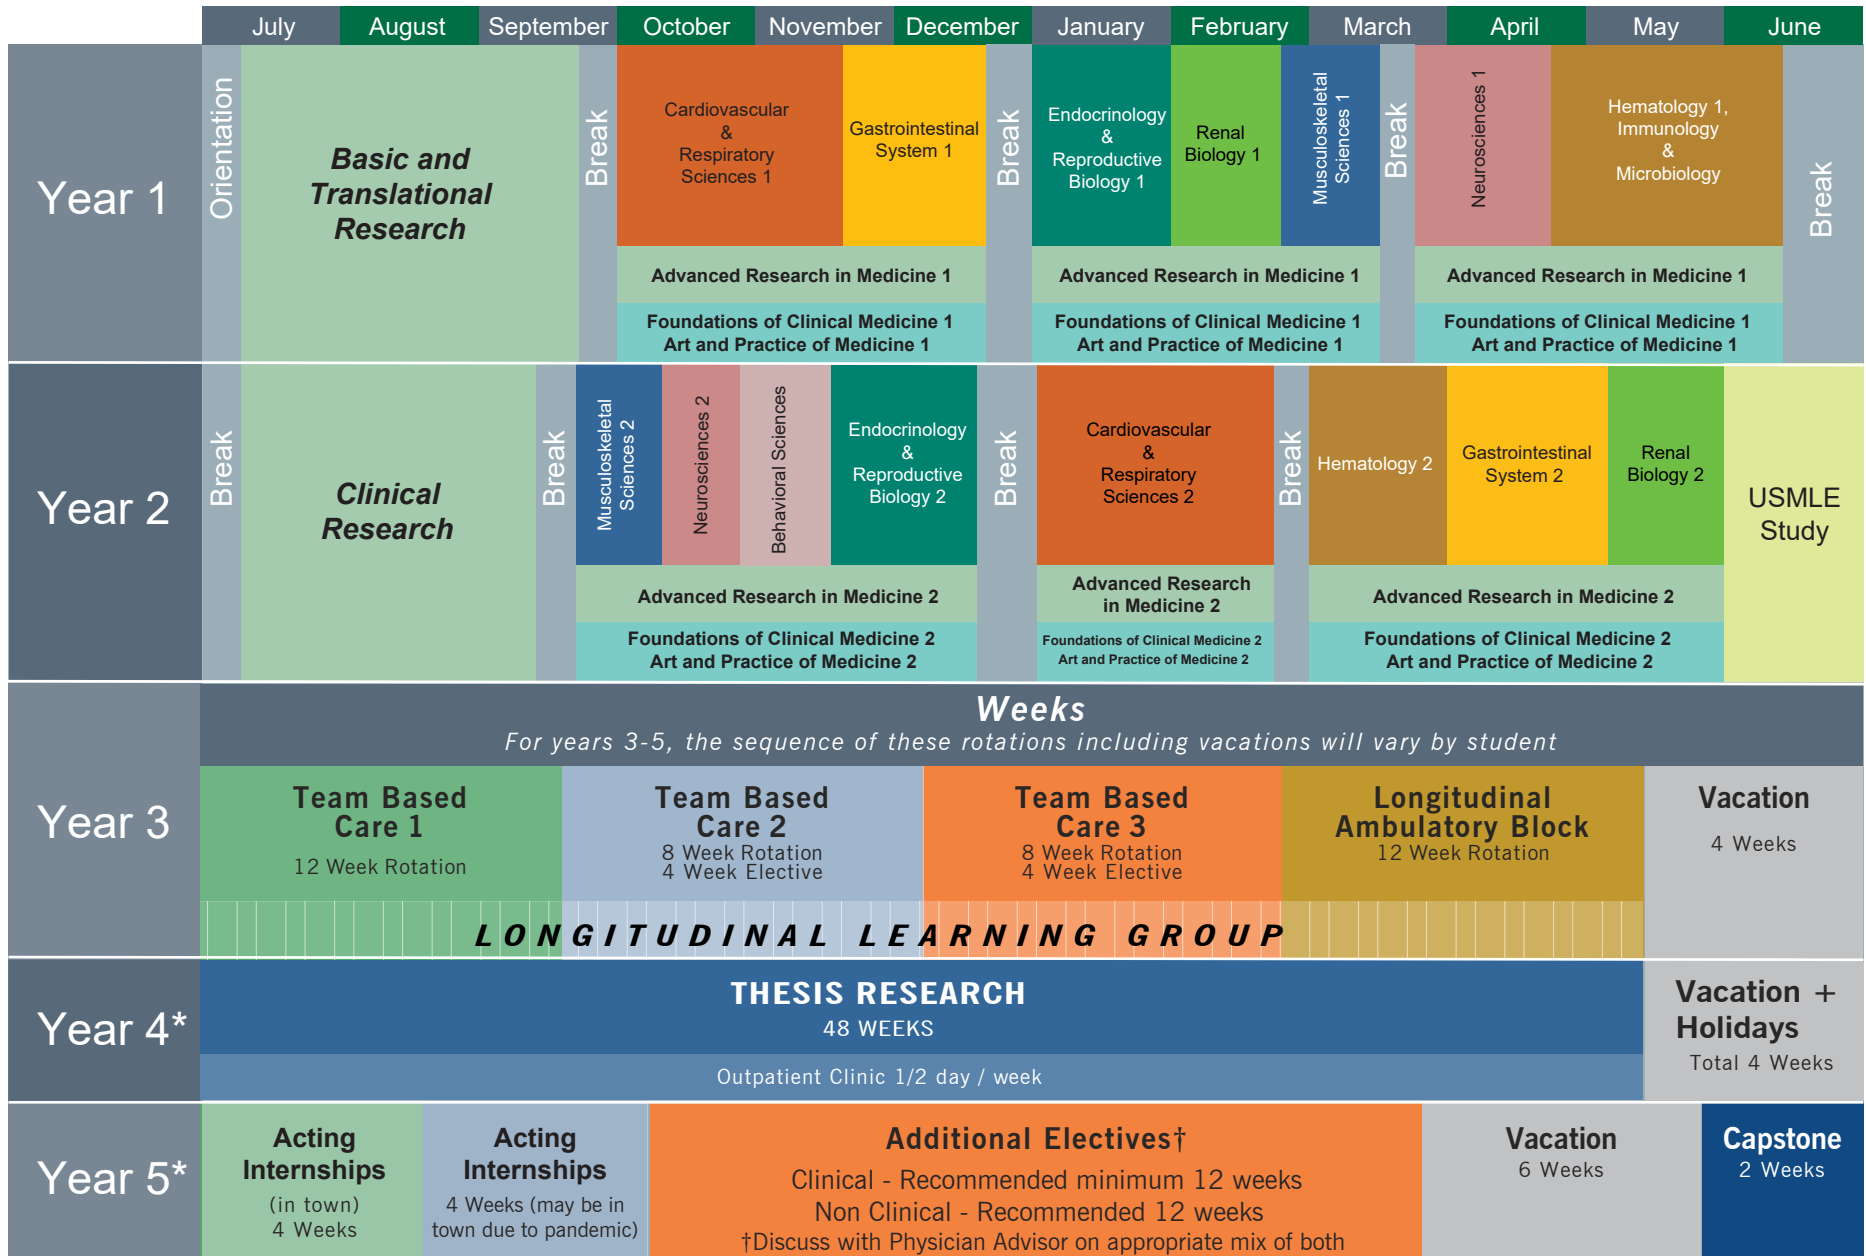 July August September October November December January February March April May June
Year 1
Orientation
Basic and
Translational
Research
Break
Cardiovascular
&
Respiratory
Sciences 1
Gastrointestinal
System 1
Break
Endocrinology
&
Reproductive
Biology 1
Renal
Biology 1
Musculoskeletal
Sciences 1
Break
Neurosciences 1
Hematology 1,
Immunology
&
Microbiology
Break
Advanced Research in Medicine 1
Advanced Research in Medicine 1
Advanced Research in Medicine 1
Foundations of Clinical Medicine 1
Art and Practice of Medicine 1
Foundations of Clinical Medicine 1
Art and Practice of Medicine 1
Foundations of Clinical Medicine 1
Art and Practice of Medicine 1
Year 2
Break
Clinical
Research
Break
Musculoskeletal
Sciences 2
Neurosciences 2
Behavioral Sciences
Endocrinology
&
Reproductive
Biology 2
Break
Cardiovascular
&
Respiratory
Sciences 2
Break
Hematology 2
Gastrointestinal
System 2
Renal
Biology 2
USMLE
Study
Advanced Research in Medicine 2
Advanced Research
in Medicine 2
Advanced Research in Medicine 2
Foundations of Clinical Medicine 2
Art and Practice of Medicine 2
Foundations of Clinical Medicine 2
Art and Practice of Medicine 2
Foundations of Clinical Medicine 2
Art and Practice of Medicine 2
Weeks
For years 3-5, the sequence of these rotations including vacations will vary by student
Year 3
Team Based
Care 1
12 Week Rotation
Team Based
Care 2
8 Week Rotation
4 Week Elective
Team Based
Care 3
8 Week Rotation
4 Week Elective
Longitudinal
Ambulatory Block
12 Week Rotation
Vacation
4 Weeks
LONGITUDINAL LEARNING GROUP
Year 4*
THESIS RESEARCH
48 WEEKS
Outpatient Clinic 1/2 day / week
Vacation +
Holidays
Total 4 Weeks
Year 5*
Acting
Internships
(in town)
4 Weeks
Acting
Internships
4 Weeks (may be in
town due to pandemic)
Additional Electives†
Clinical - Recommended minimum 12 weeks
Non Clinical - Recommended 12 weeks
†Discuss with Physician Advisor on appropriate mix of both
Vacation
6 Weeks
Capstone
2 Weeks